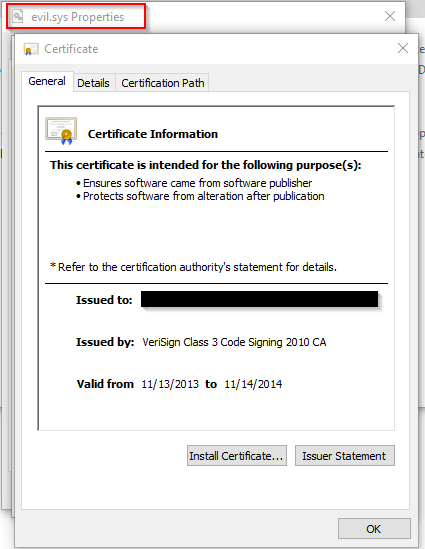 evil.sys Properties
Certificate
General Details Certification Path
Certificate Information
This certificate is intended for the following purpose(s):
• Ensures software came from software publisher
• Protects software from alteration after publication
* Refer to the certification authority's statement for details.
Issued to:
Issued by: VeriSign Class 3 Code Signing 2010 CA
Valid from 11/13/2013 to 11/14/2014
Install Certificate... Issuer Statement
OK